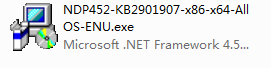 NDP452-KB2901907-x86-x64-All
OS-ENU.exe
Microsoft .NET Framework 4.5...